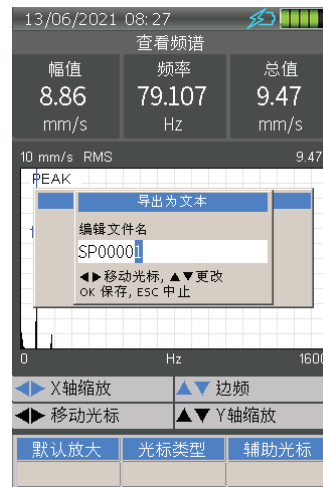 13/06/2021 08:27
查看频谱
幅值 频率 总值
8.86 79.107 9.47
mm/s Hz mm/s
10 mm/s RMS 9.47
PEAK
导出为文本
编辑文件名
SP00001
◀▶移动光标, ▲▼更改
OK 保存, ESC 中止
0 Hz 1600
◀▶ X轴缩放 ▲▼ 边频
◀▶ 移动光标 ▲▼ Y轴缩放
默认放大 光标类型 辅助光标